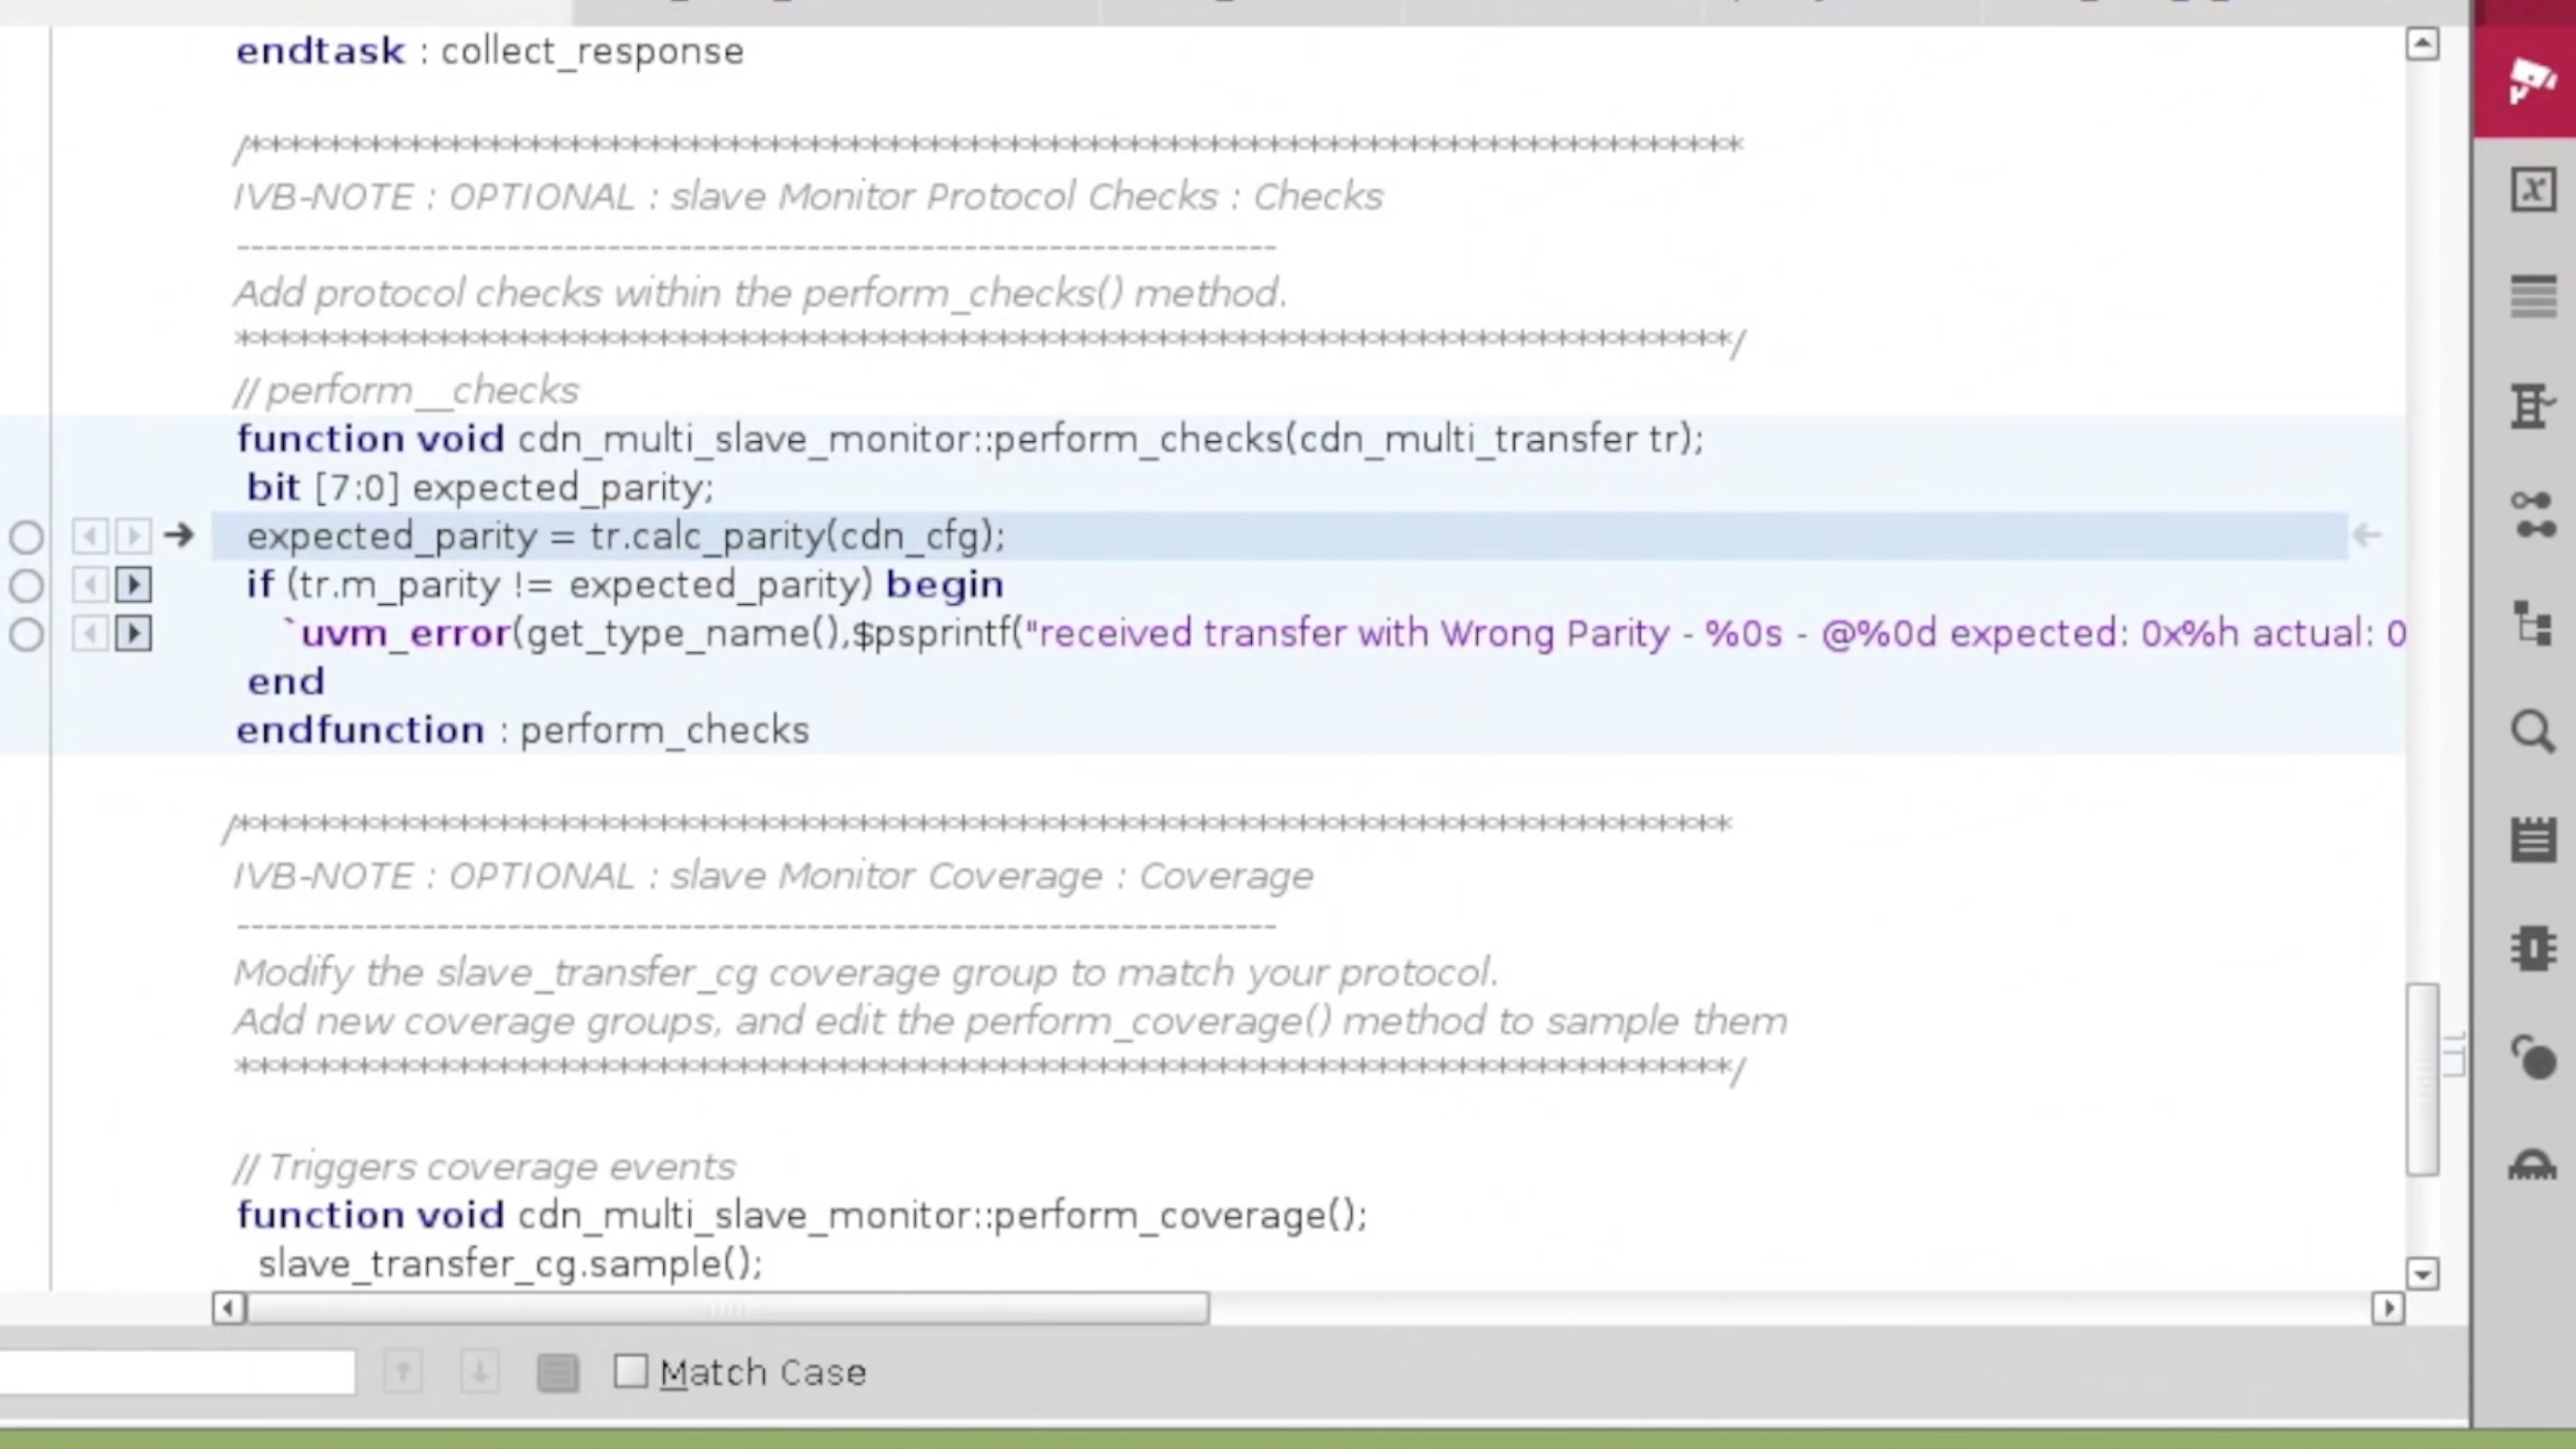 endtask : collect_response
/****************************************************************************
IVB-NOTE : OPTIONAL : slave Monitor Protocol Checks : Checks
-------------------------------------------------------------------------
Add protocol checks within the perform_checks() method.
****************************************************************************/
// perform__checks
function void cdn_multi_slave_monitor::perform_checks(cdn_multi_transfer tr);
bit [7:0] expected_parity;
expected_parity = tr.calc_parity(cdn_cfg);
if (tr.m_parity != expected_parity) begin
`uvm_error(get_type_name(),$psprintf("received transfer with Wrong Parity - %0s - @%0d expected: 0x%h actual: 0
end
endfunction : perform_checks
/****************************************************************************
IVB-NOTE : OPTIONAL : slave Monitor Coverage : Coverage
-------------------------------------------------------------------------
Modify the slave_transfer_cg coverage group to match your protocol.
Add new coverage groups, and edit the perform_coverage() method to sample them
****************************************************************************/
// Triggers coverage events
function void cdn_multi_slave_monitor::perform_coverage();
slave_transfer_cg.sample();
Match Case